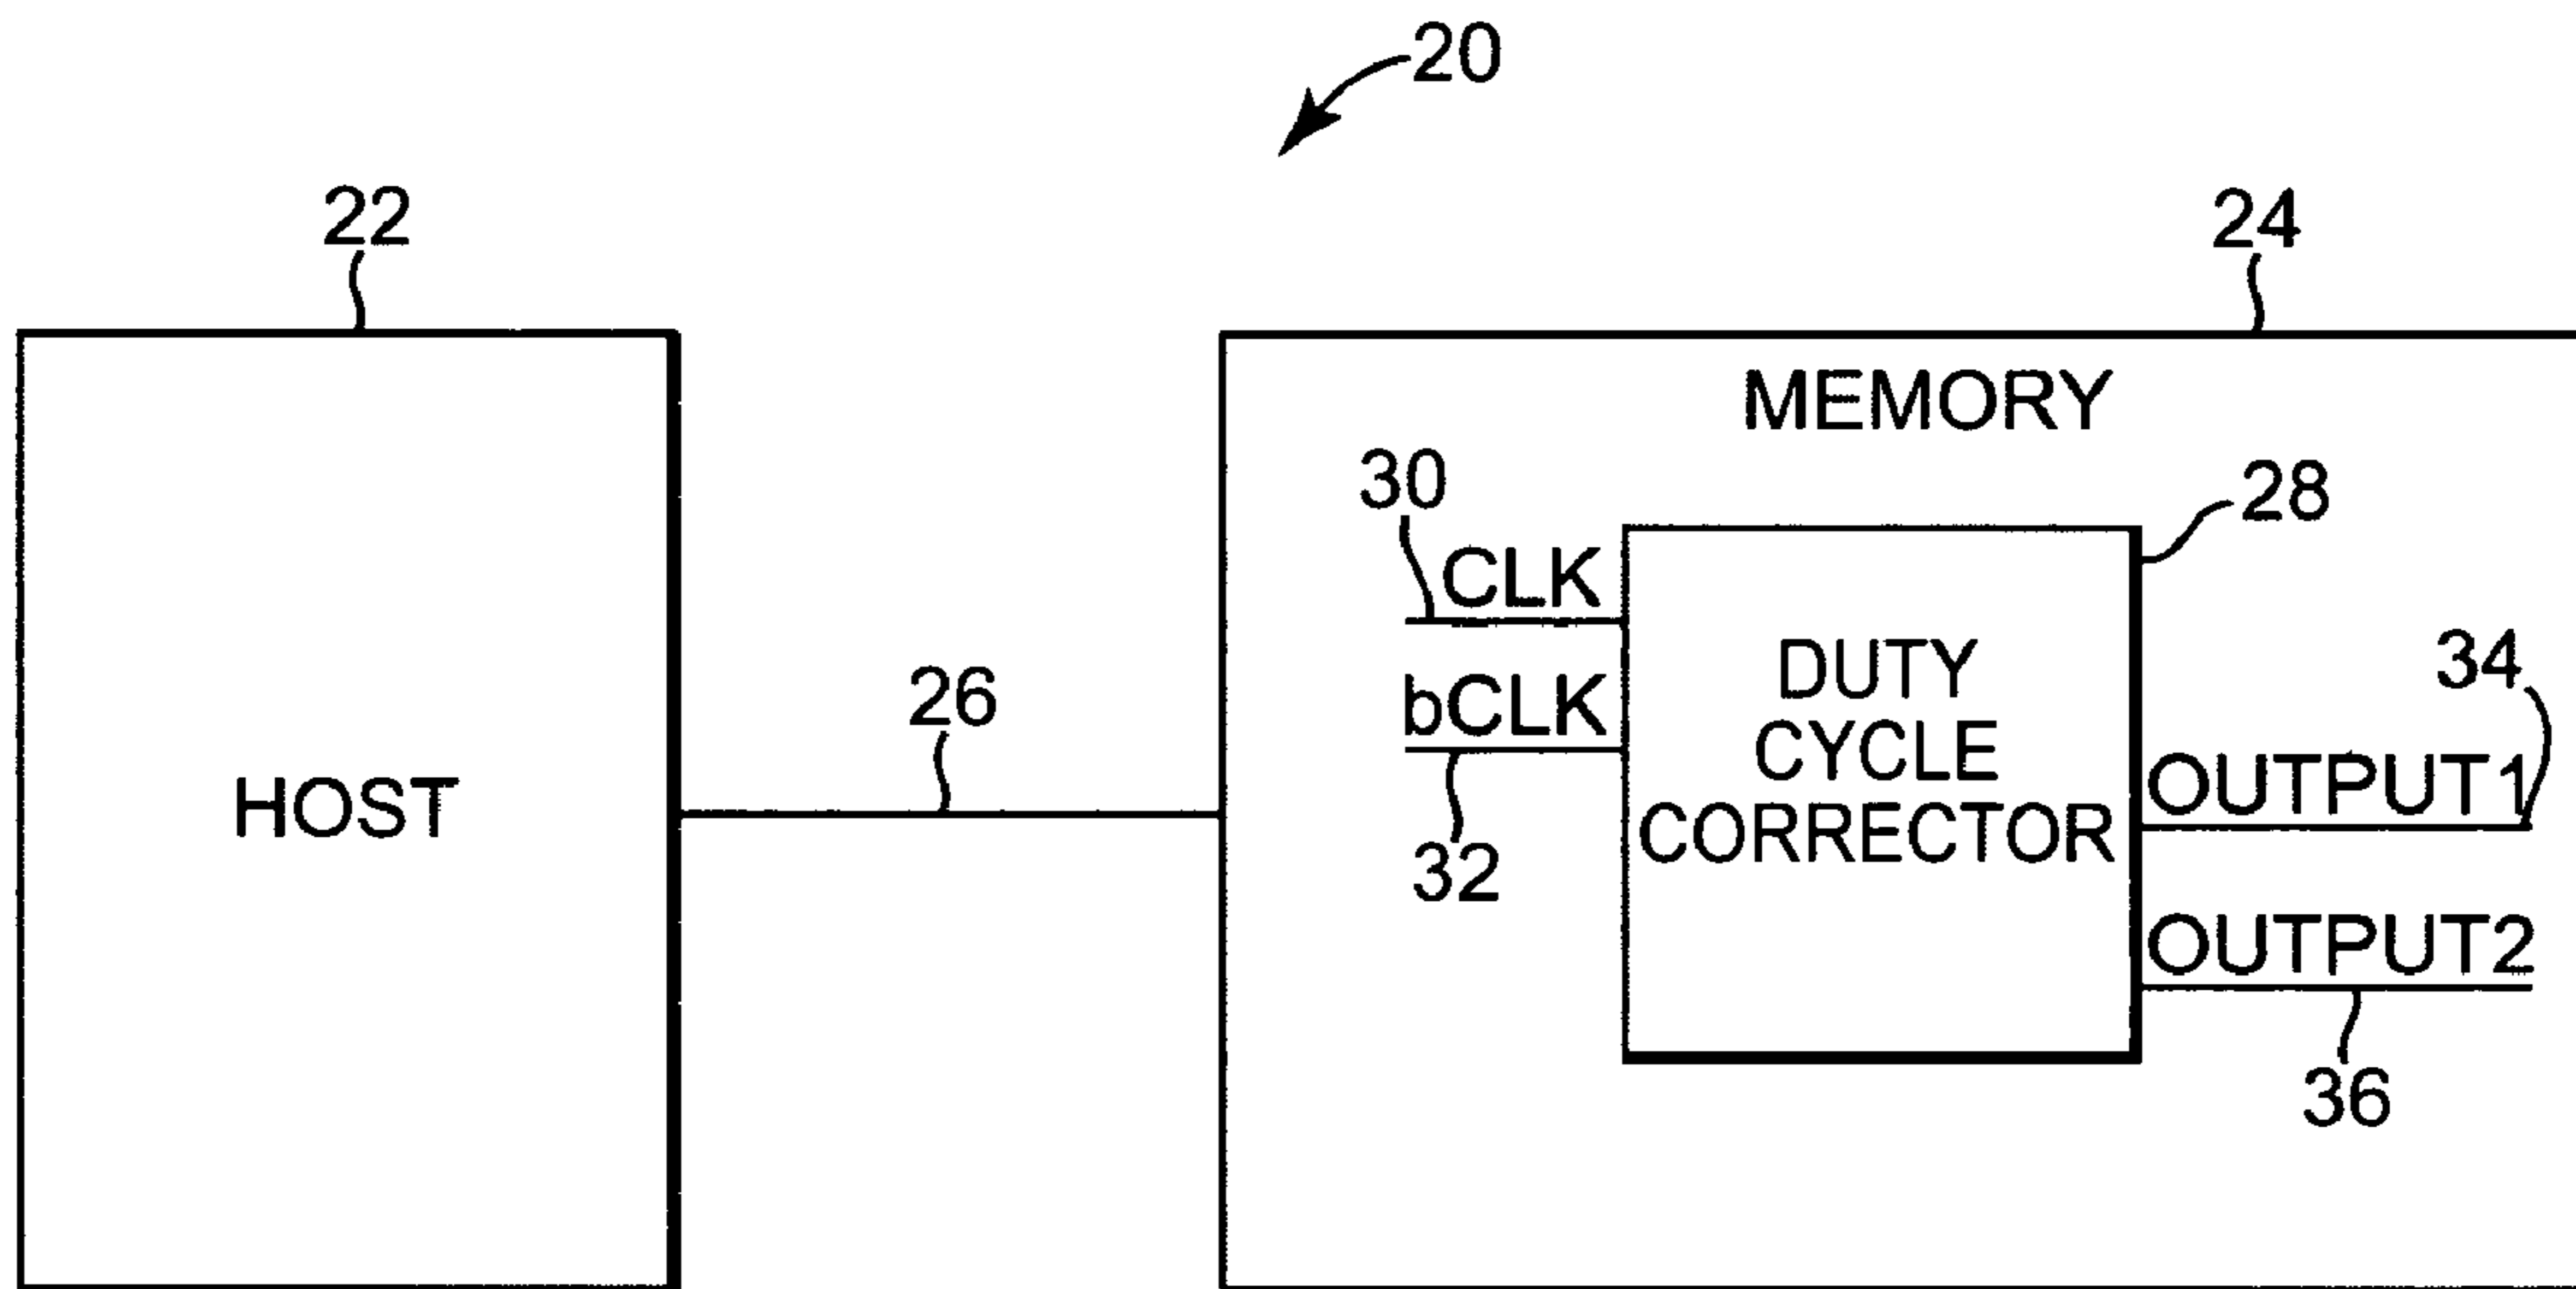 20
22
24
MEMORY
30
28
CLK
DUTY
CYCLE
CORRECTOR
bCLK
32
34
OUTPUT1
OUTPUT2
36
26
HOST